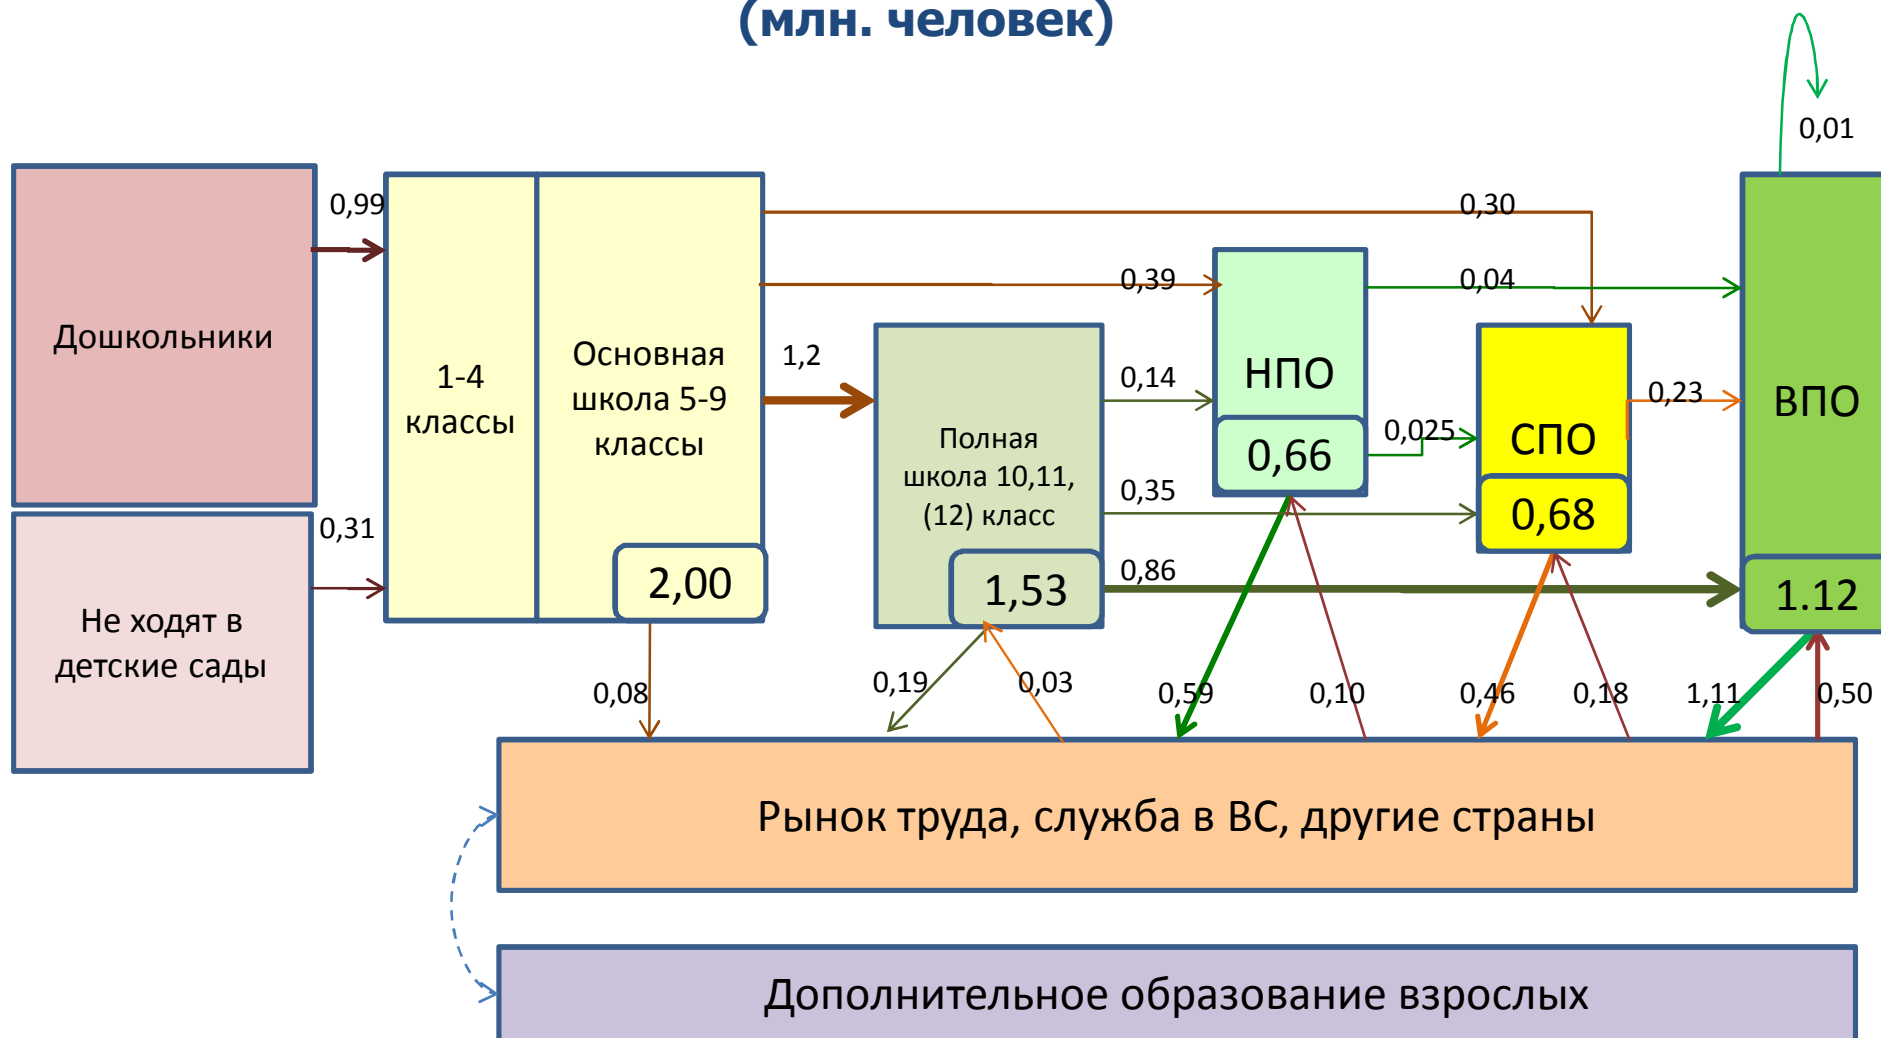 (млн. человек)
0,01
0,99
0,30
0,39
0,04
Дошкольники
1-4
классы
Основная
школа 5-9
классы
1,2
0,14
НПО
0,23
ВПО
Полная
школа 10,11,
(12) класс
0,025
СПО
0,66
0,35
0,68
0,31
2,00
1,53
0,86
1.12
Не ходят в
детские сады
0,08
0,19
0,03
0,59
0,10
0,46
0,18
1,11
0,50
Рынок труда, служба в ВС, другие страны
Дополнительное образование взрослых